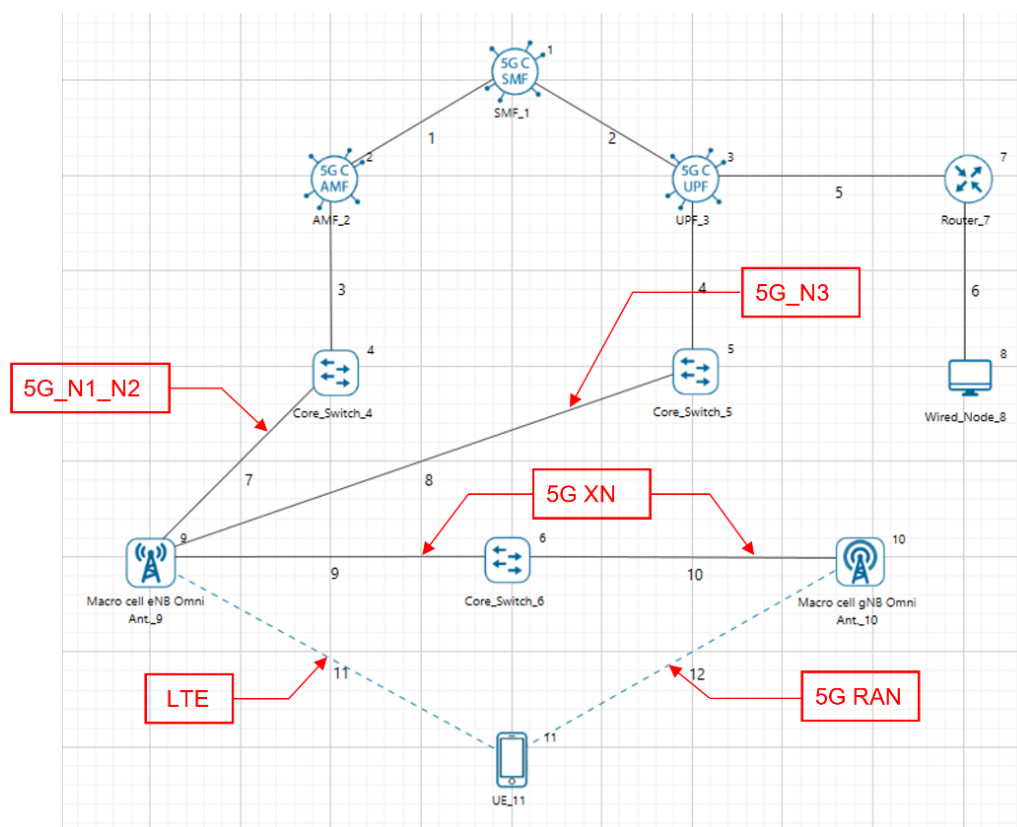 1
5G C
SMF
SMF_1
1
2
2
5G C
AMF
AMF_2
3
5G C
UPF
UPF_3
5
7
Router_7
3
4
5G_N3
6
4
Core_Switch_4
5
Core_Switch_5
8
Wired_Node_8
5G_N1_N2
7
8
5G XN
9
Macro cell eNB Omni
Ant._9
9
6
Core_Switch_6
10
10
Macro cell gNB Omni
Ant._10
LTE
11
12
5G RAN
11
UE_11